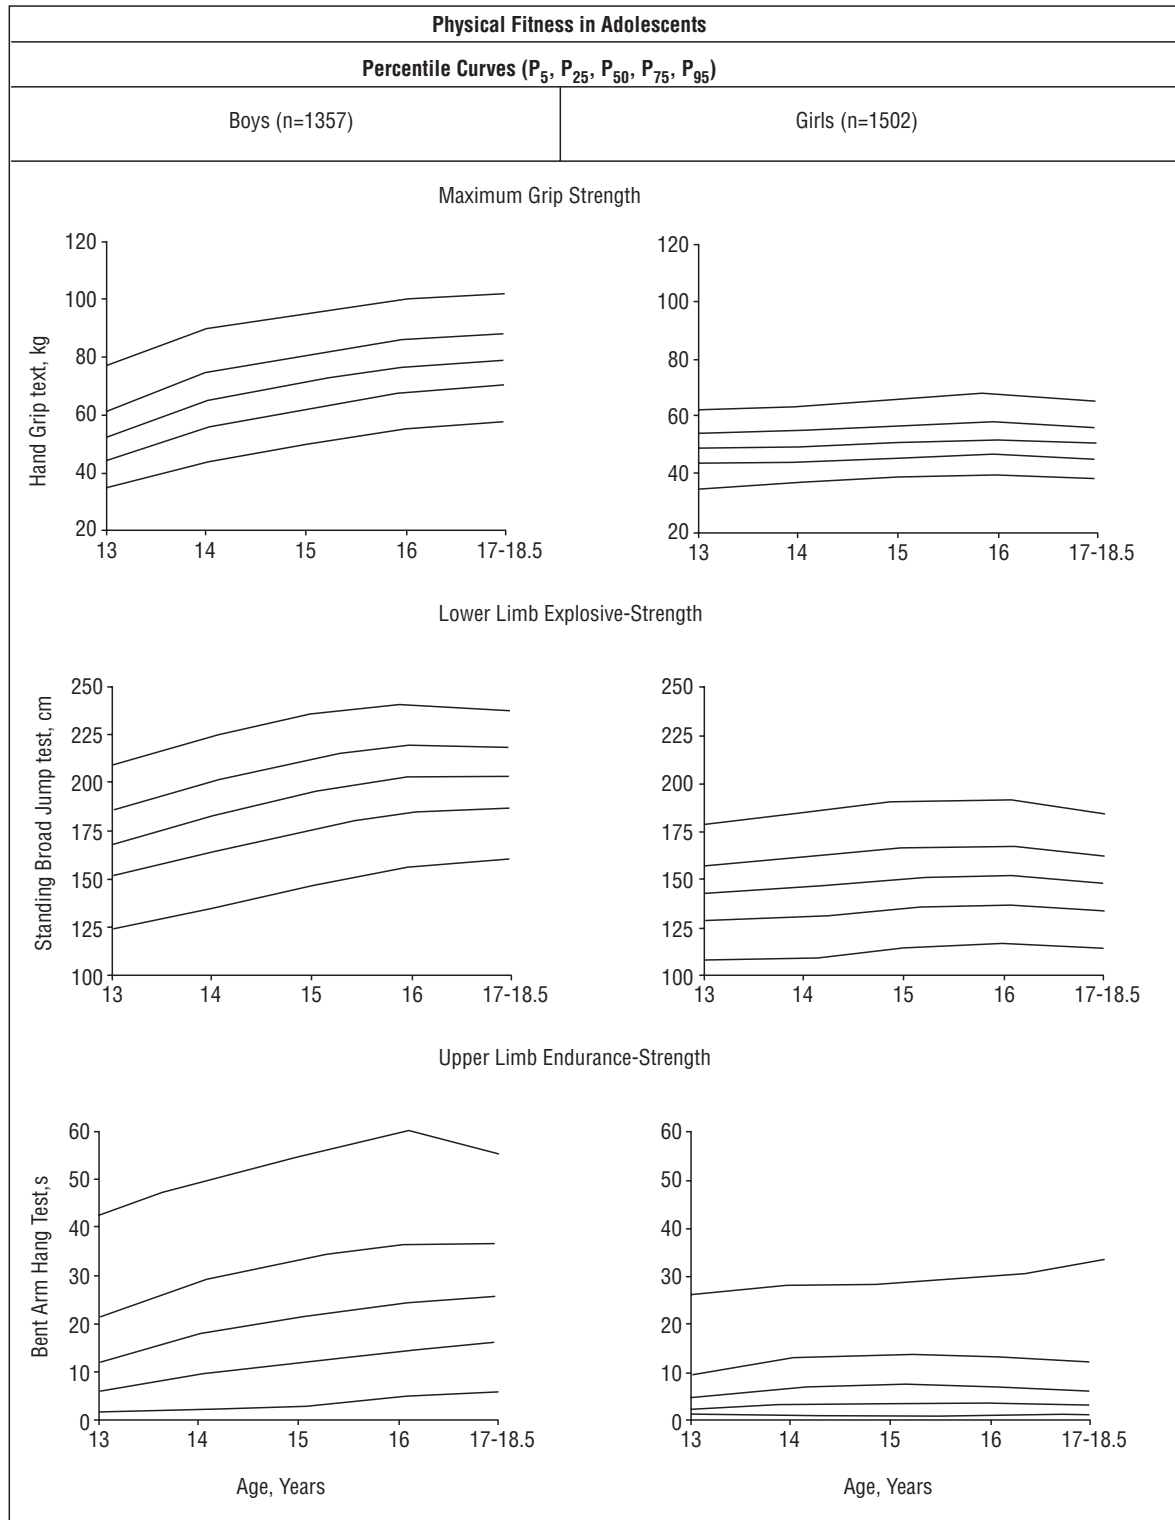 Physical Fitness in Adolescents
Percentile Curves (P5, P25, P50, P75, P95)
Boys (n=1357)
Girls (n=1502)
Maximum Grip Strength
Hand Grip text, kg
120
100
80
60
40
20
13 14 15 16 17-18.5
120
100
80
60
40
20
13 14 15 16 17-18.5
Lower Limb Explosive-Strength
Standing Broad Jump test, cm
250
225
200
175
150
125
100
13 14 15 16 17-18.5
250
225
200
175
150
125
100
13 14 15 16 17-18.5
Upper Limb Endurance-Strength
Bent Arm Hang Test,s
60
50
40
30
20
10
0
13 14 15 16 17-18.5
Age, Years
60
50
40
30
20
10
0
13 14 15 16 17-18.5
Age, Years